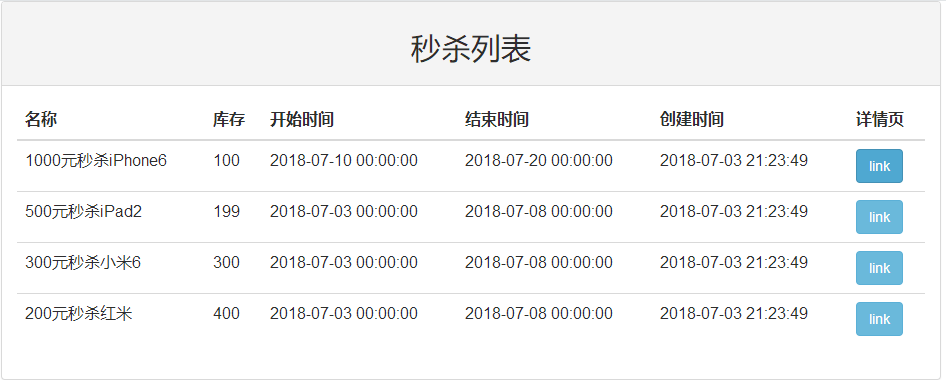 秒杀列表
名称 库存 开始时间 结束时间 创建时间 详情页
1000元秒杀iPhone6 100 2018-07-10 00:00:00 2018-07-20 00:00:00 2018-07-03 21:23:49 link
500元秒杀iPad2 199 2018-07-03 00:00:00 2018-07-08 00:00:00 2018-07-03 21:23:49 link
300元秒杀小米6 300 2018-07-03 00:00:00 2018-07-08 00:00:00 2018-07-03 21:23:49 link
200元秒杀红米 400 2018-07-03 00:00:00 2018-07-08 00:00:00 2018-07-03 21:23:49 link